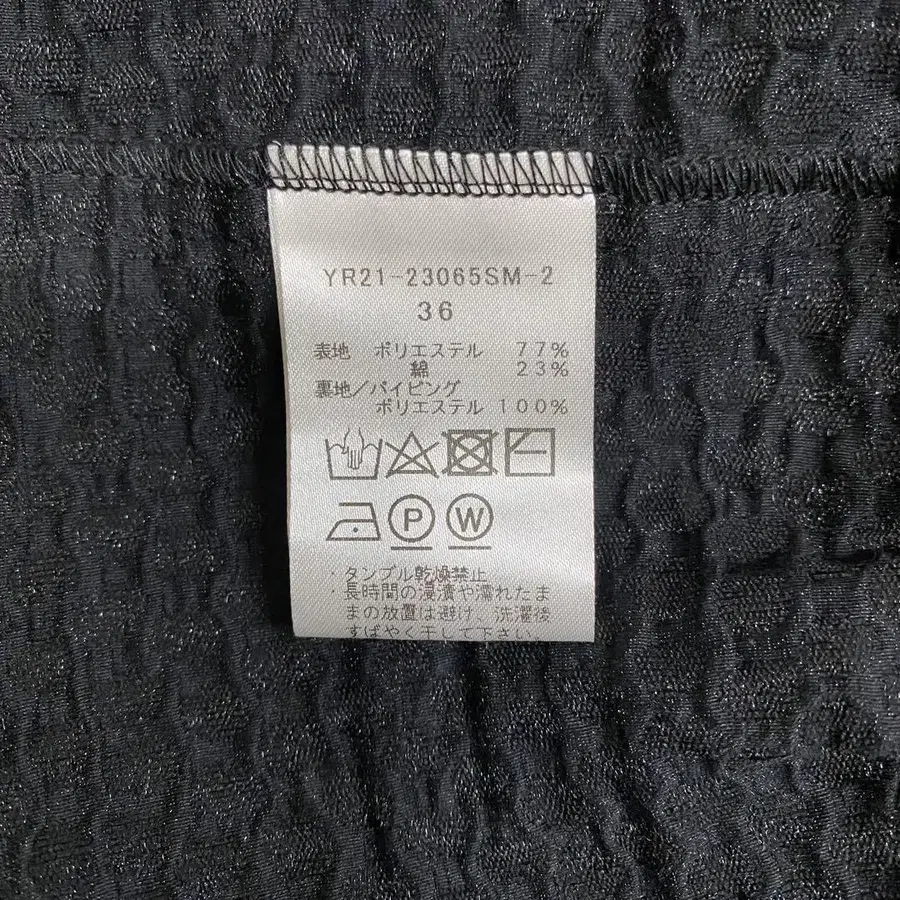 YR21-23065SM-2
36
表地 ポリエステル 77%
綿 23%
裏地/パイピング
ポリエステル 100%
P W
・タンブル乾燥禁止
・長時間の浸漬や濡れたま
まの放置は避け、洗濯後
すばやく干して下さい。